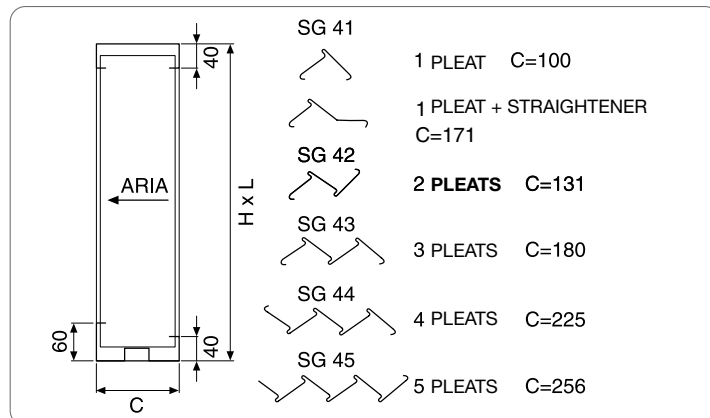 40
ARIA
H x L
60
40
C
SG 41
1 PLEAT C=100
1 PLEAT + STRAIGHTENER
C=171
SG 42
2 PLEATS C=131
SG 43
3 PLEATS C=180
SG 44
4 PLEATS C=225
SG 45
5 PLEATS C=256